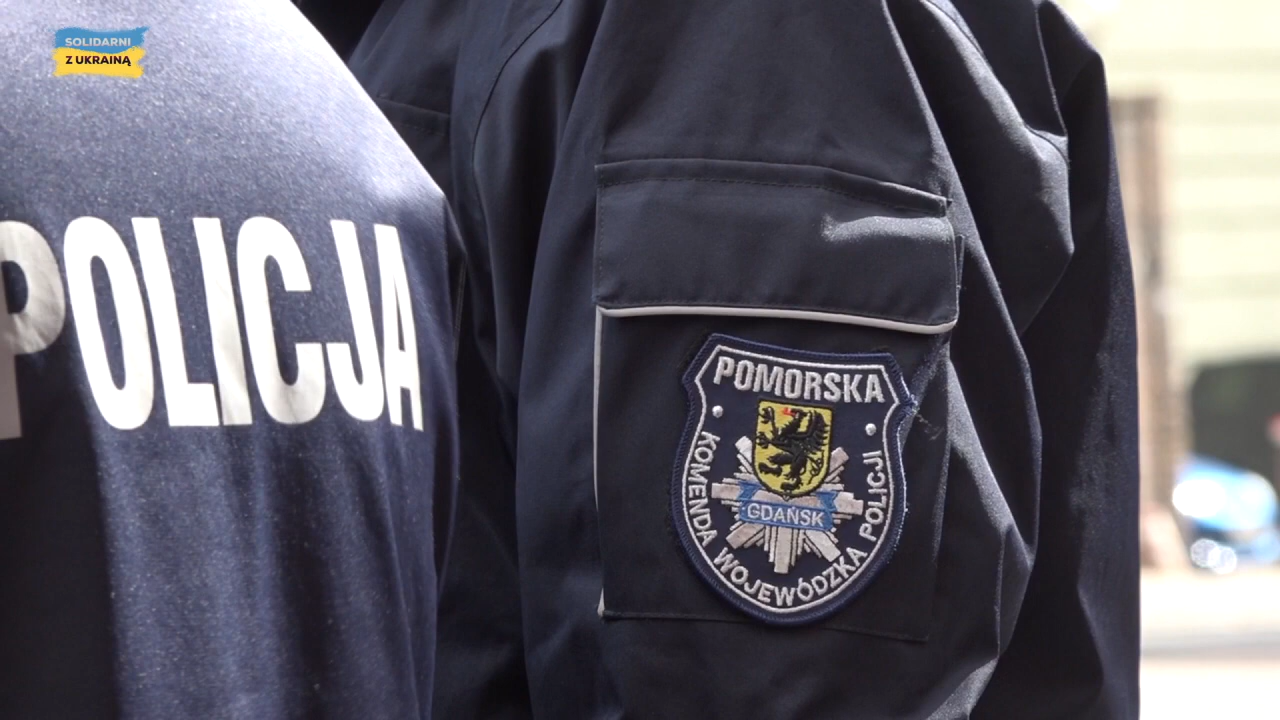 SOLIDARNI
Z UKRAINĄ
POLICJA
POMORSKA
GDAŃSK
KOMENDA WOJEWÓDZKA POLICJI